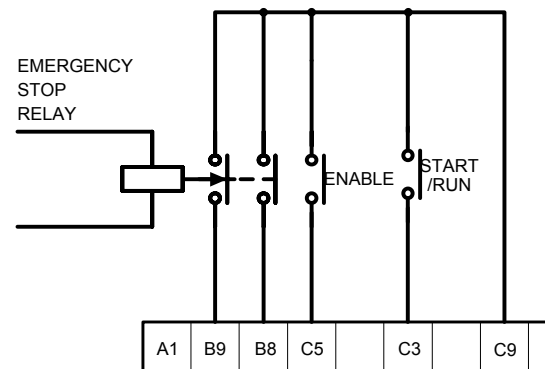 EMERGENCY
STOP
RELAY
ENABLE
START
/RUN
A1 B9 B8 C5 C3 C9